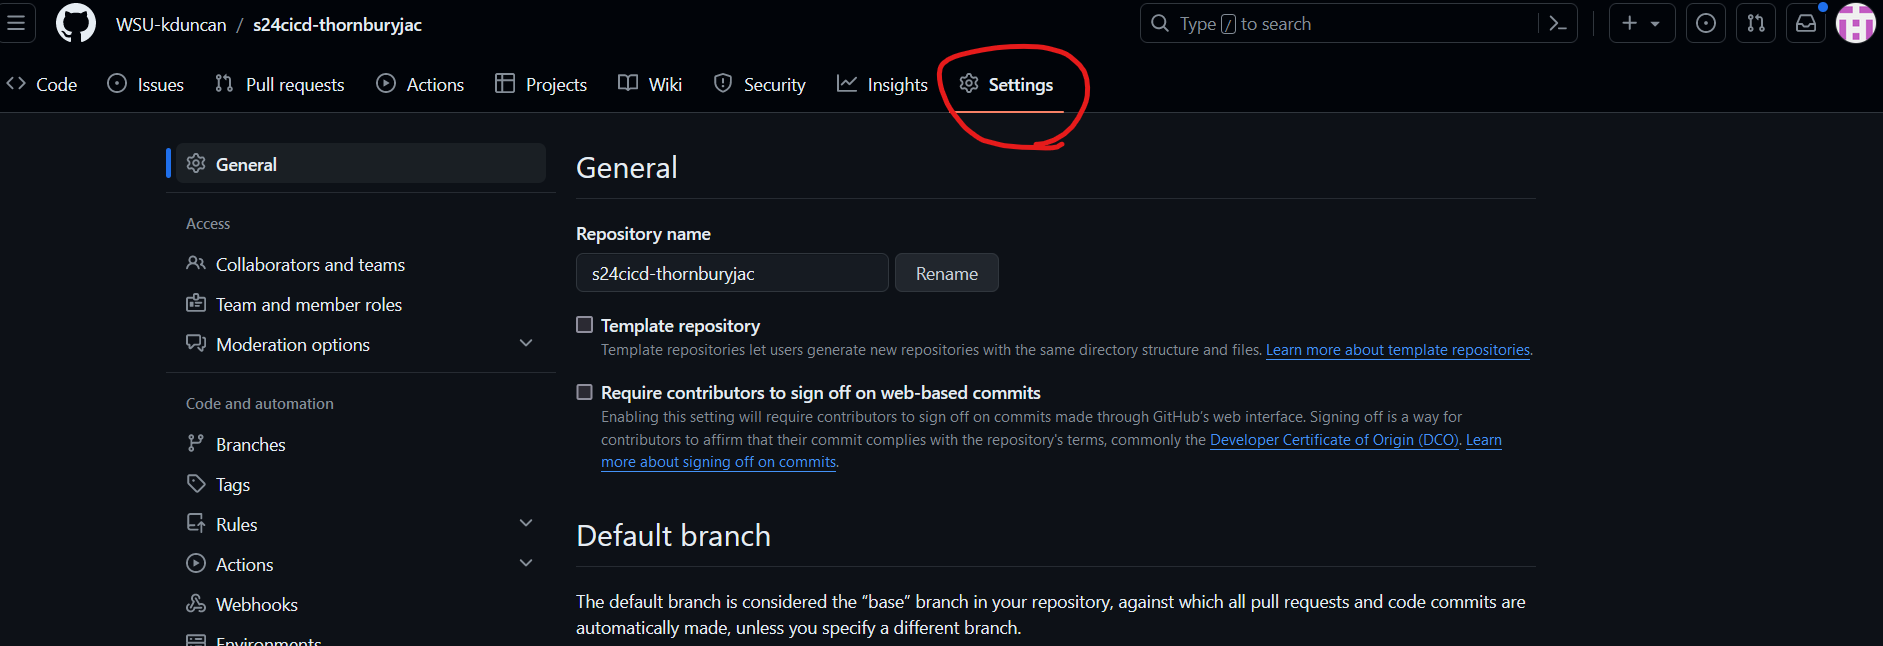 WSU-kduncan / s24cicd-thornburyjac
Type / to search
Code Issues Pull requests Actions Projects Wiki Security Insights Settings
General
Access
Collaborators and teams
Team and member roles
Moderation options
Code and automation
Branches
Tags
Rules
Actions
Webhooks
Environments
General
Repository name
s24cicd-thornburyjac Rename
Template repository
Template repositories let users generate new repositories with the same directory structure and files. Learn more about template repositories.
Require contributors to sign off on web-based commits
Enabling this setting will require contributors to sign off on commits made through GitHub’s web interface. Signing off is a way for
contributors to affirm that their commit complies with the repository's terms, commonly the Developer Certificate of Origin (DCO). Learn
more about signing off on commits.
Default branch
The default branch is considered the “base” branch in your repository, against which all pull requests and code commits are
automatically made, unless you specify a different branch.